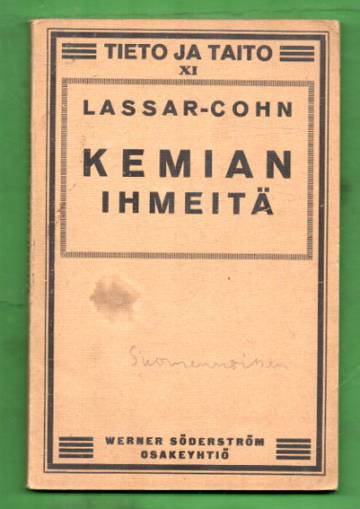 TIETO JA TAITO
XI
LASSAR-COHN
KEMIAN
IHMEITÄ
WERNER SÖDERSTRÖM
OSAKEYHTIÖ